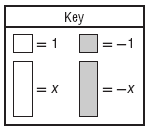 Key
= 1 = −1
= x = −x